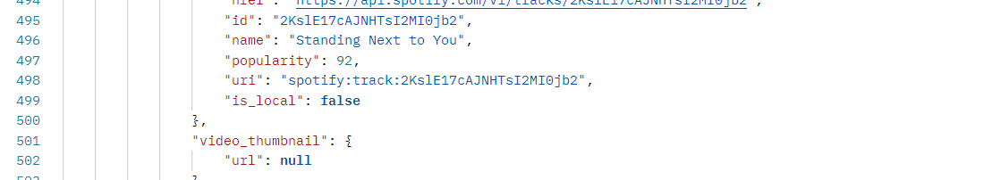 494 "href": "https://api.spotify.com/v1/tracks/2KslE17cAJNHTsI2MI0jb2",
495 "id": "2KslE17cAJNHTsI2MI0jb2",
496 "name": "Standing Next to You",
497 "popularity": 92,
498 "uri": "spotify:track:2KslE17cAJNHTsI2MI0jb2",
499 "is_local": false
500 },
501 "video_thumbnail": {
502 "url": null
503 }